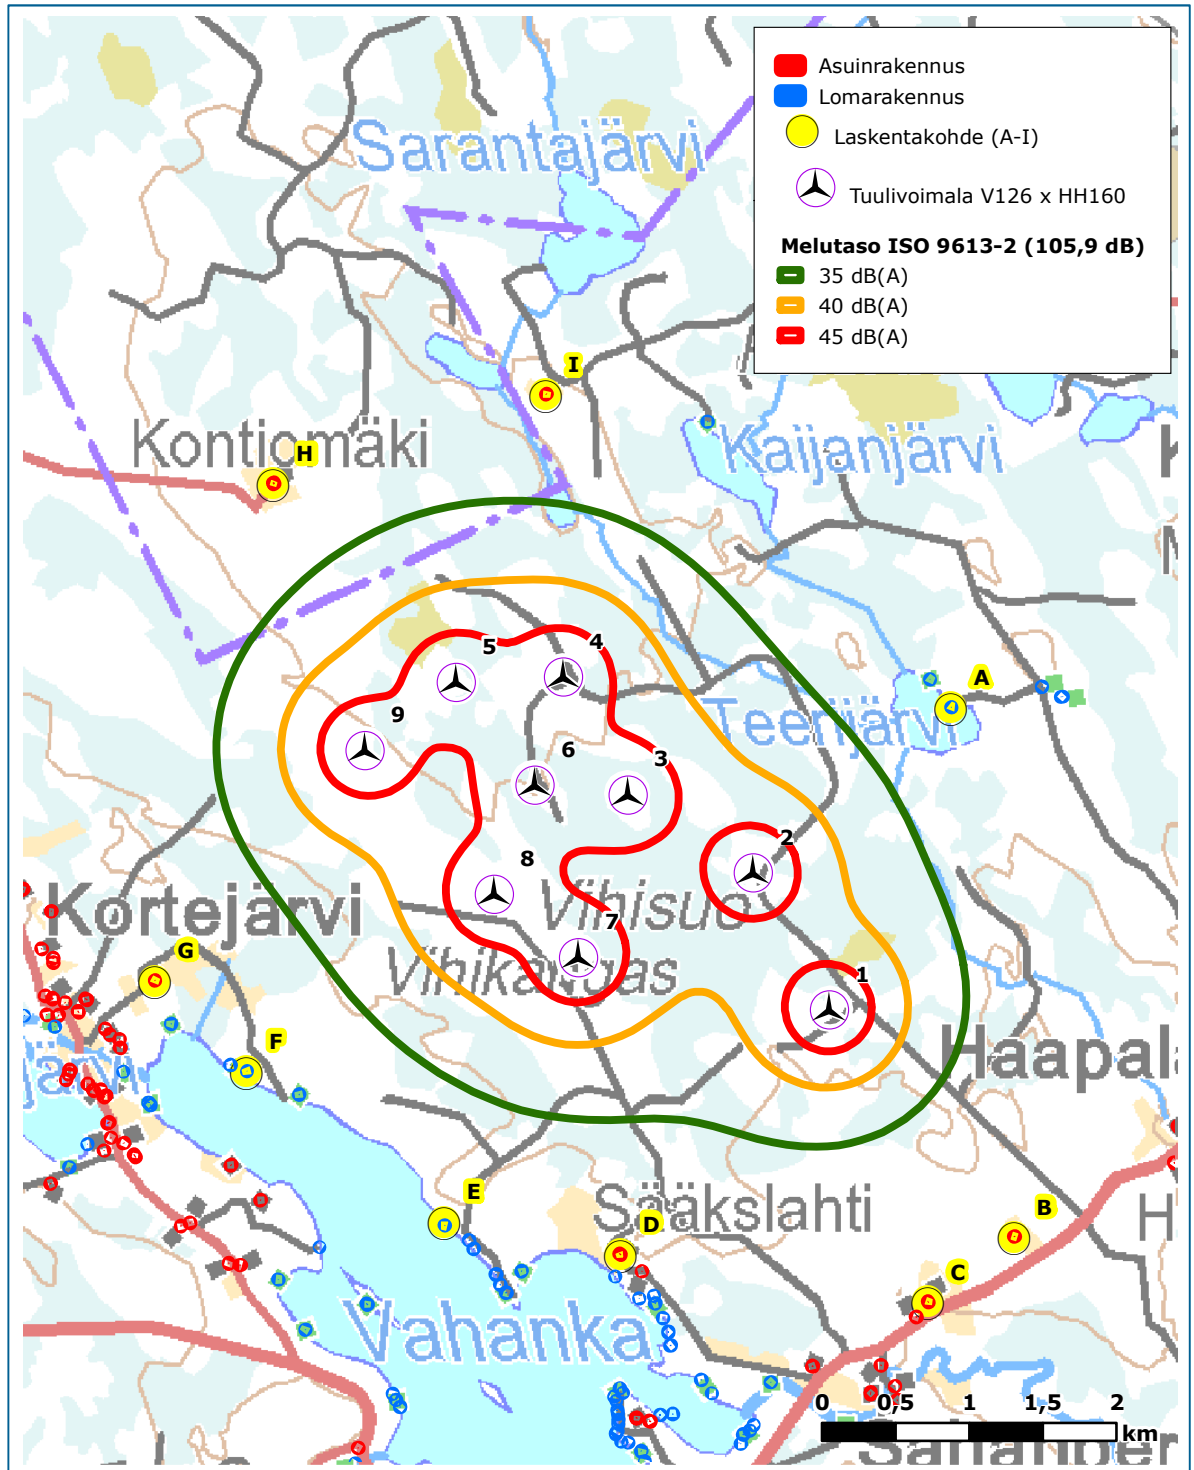 Asuinrakennus
Lomarakennus
Laskentakohde (A-I)
Tuulivoimala V126 x HH160
Melutaso ISO 9613-2 (105,9 dB)
35 dB(A)
40 dB(A)
45 dB(A)
Sarantajärvi
I
Kontiomäki
H
Kaijanjärvi
K
N
A
Teerijärvi
5
4
9
6
3
2
8
7
1
Vihisuo
Vihikangas
Kortejärvi
G
F
järvi
Haapala
E
D
Sääkslahti
B
H
C
Vahanka
0 0,5 1 1,5 2
km